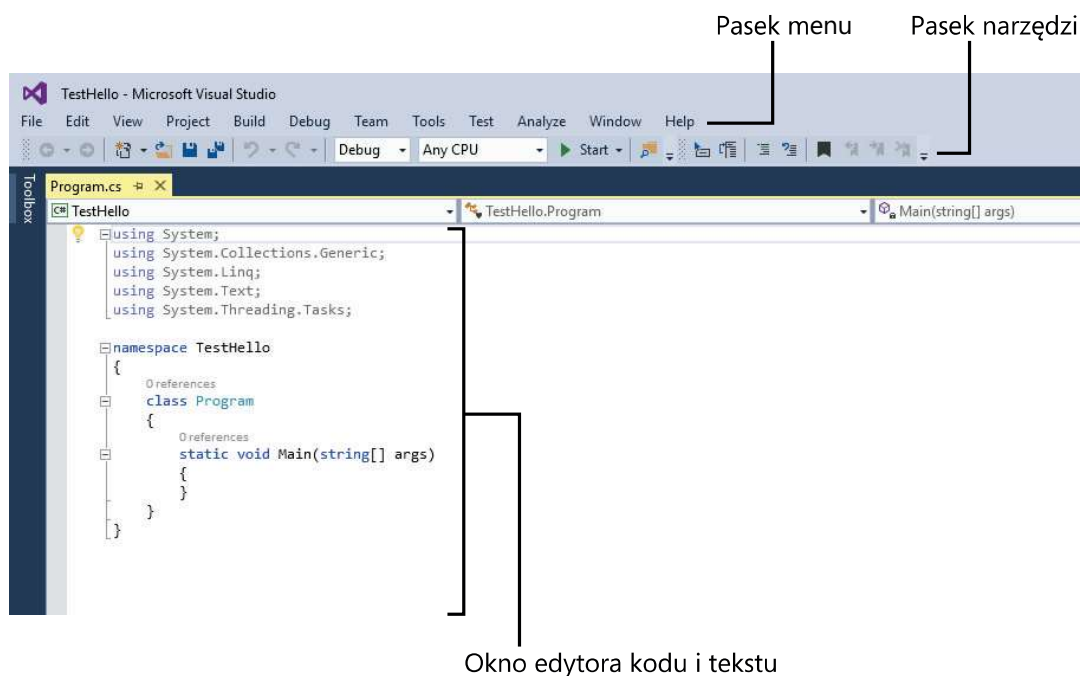 Pasek menu Pasek narzędzi
TestHello - Microsoft Visual Studio
File Edit View Project Build Debug Team Tools Test Analyze Window Help
Debug Any CPU Start
Toolbox
Program.cs
C# TestHello TestHello.Program Main(string[] args)
using System;
using System.Collections.Generic;
using System.Linq;
using System.Text;
using System.Threading.Tasks;
namespace TestHello
{
0 references
class Program
{
0 references
static void Main(string[] args)
{
}
}
}
Okno edytora kodu i tekstu